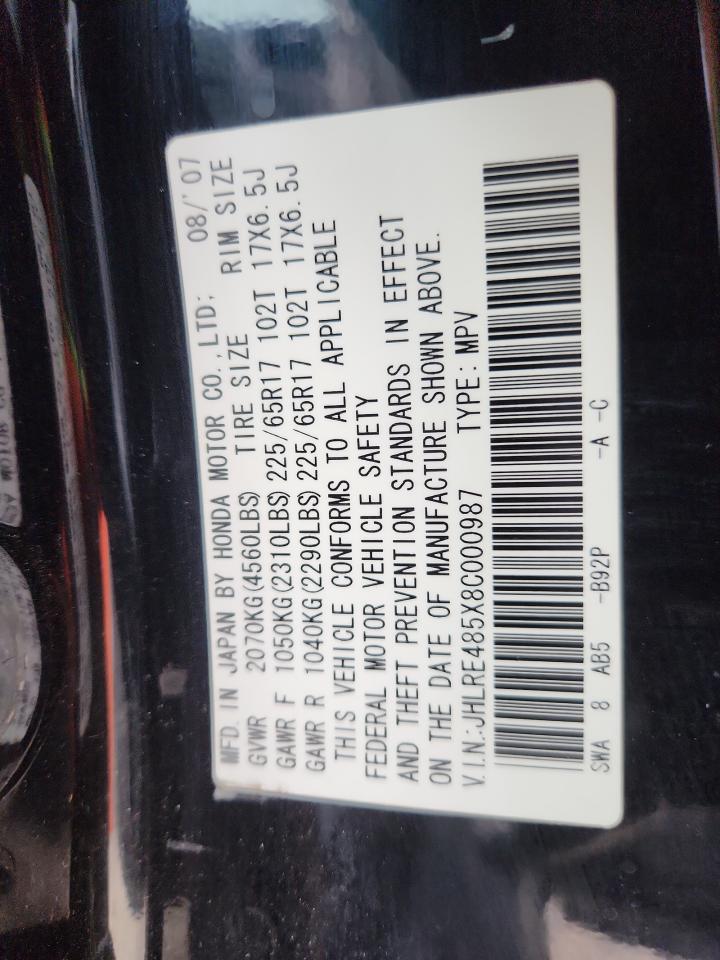 MFD. IN JAPAN BY HONDA MOTOR CO.,LTD; 08/'07
GVWR 2070KG(4560LBS) TIRE SIZE RIM SIZE
GAWR F 1050KG(2310LBS) 225/65R17 102T 17X6.5J
GAWR R 1040KG(2290LBS) 225/65R17 102T 17X6.5J
THIS VEHICLE CONFORMS TO ALL APPLICABLE
FEDERAL MOTOR VEHICLE SAFETY
AND THEFT PREVENTION STANDARDS IN EFFECT
ON THE DATE OF MANUFACTURE SHOWN ABOVE.
V.I.N.:JHLRE485X8C000987 TYPE: MPV
SWA 8 AB5 -B92P -A -C